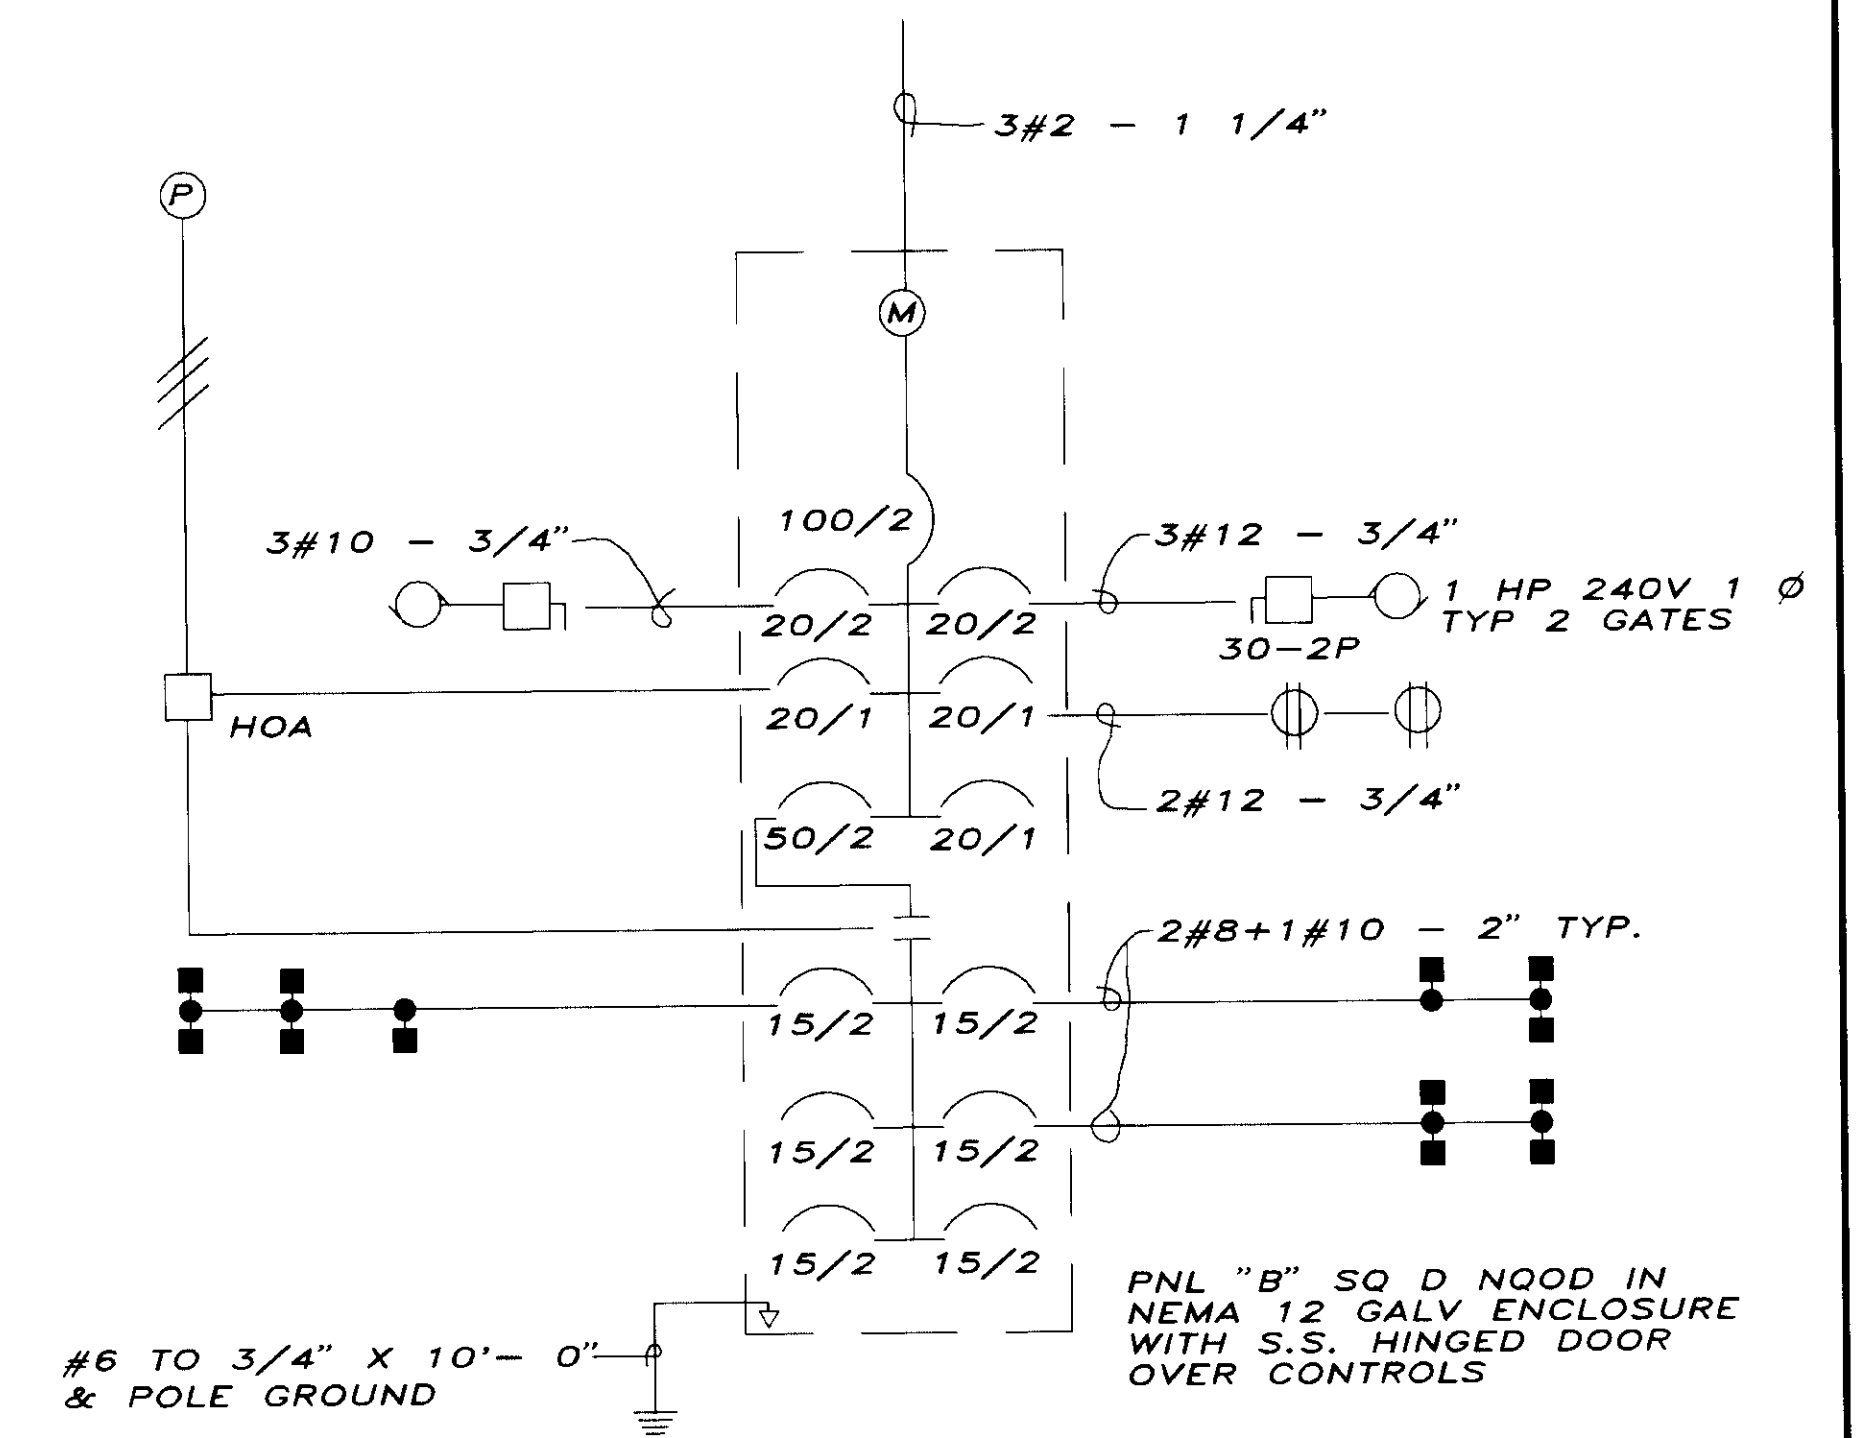 3#2 - 1 1/4"
P
M
100/2
3#10 - 3/4"
3#12 - 3/4"
20/2
20/2
1 HP 240V 1 Ø
TYP 2 GATES
30-2P
HOA
20/1
20/1
2#12 - 3/4"
50/2
20/1
2#8+1#10 - 2" TYP.
15/2
15/2
15/2
15/2
15/2
15/2
#6 TO 3/4" X 10'- 0"
& POLE GROUND
PNL "B" SQ D NQOD IN
NEMA 12 GALV ENCLOSURE
WITH S.S. HINGED DOOR
OVER CONTROLS